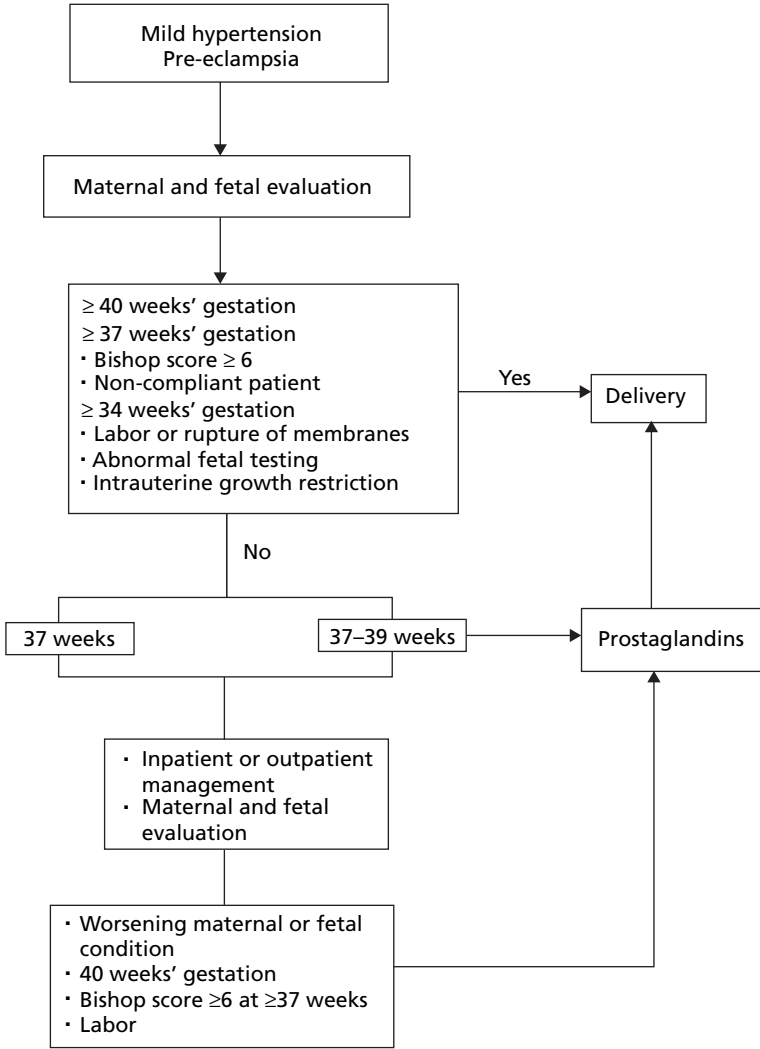 Mild hypertension
Pre-eclampsia
Maternal and fetal evaluation
≥ 40 weeks’ gestation
≥ 37 weeks’ gestation
· Bishop score ≥ 6
· Non-compliant patient
≥ 34 weeks’ gestation
· Labor or rupture of membranes
· Abnormal fetal testing
· Intrauterine growth restriction
Yes
Delivery
No
37 weeks
37–39 weeks
Prostaglandins
· Inpatient or outpatient
management
· Maternal and fetal
evaluation
· Worsening maternal or fetal
condition
· 40 weeks’ gestation
· Bishop score ≥6 at ≥37 weeks
· Labor